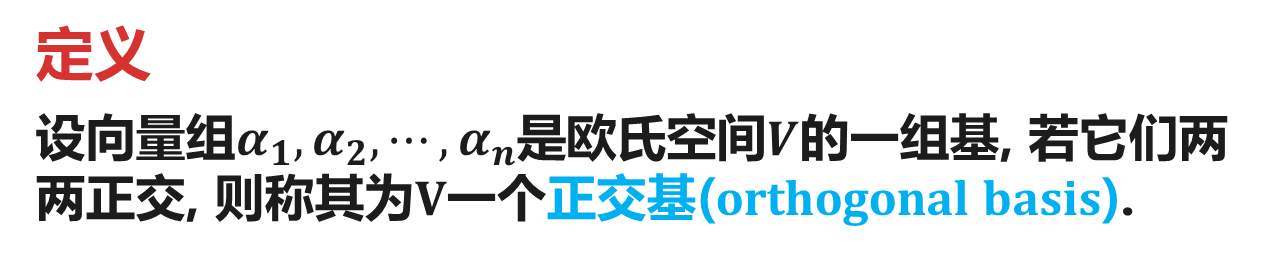 定义
设向量组α₁, α₂, ⋯, αₙ是欧氏空间V的一组基, 若它们两
两正交, 则称其为V一个正交基(orthogonal basis).